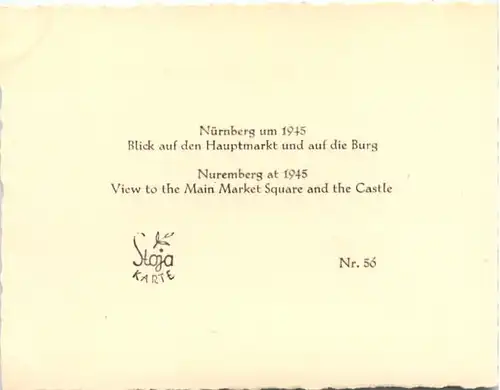 Nürnberg um 1945
Blick auf den Hauptmarkt und auf die Burg
Nuremberg at 1945
View to the Main Market Square and the Castle
Stoja
KARTE
Nr. 56